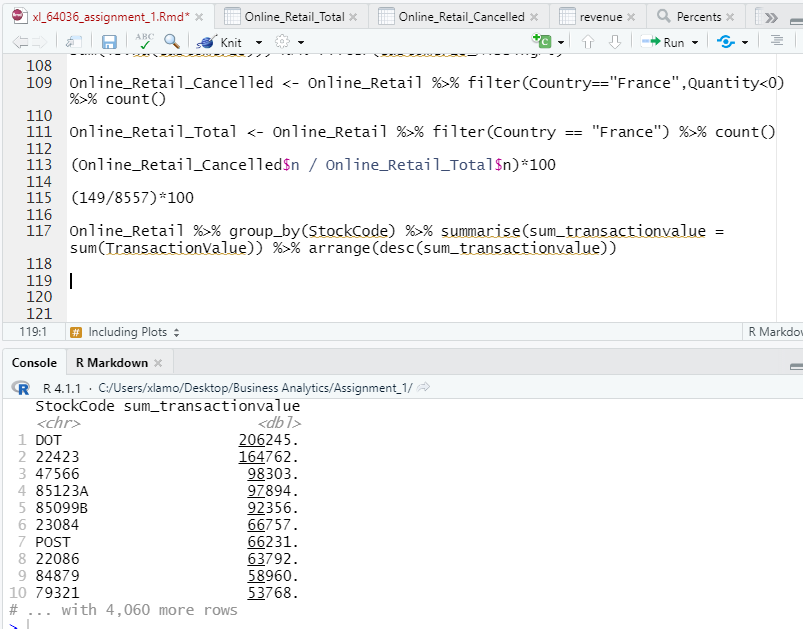 xl_64036_assignment_1.Rmd* × Online_Retail_Total × Online_Retail_Cancelled × revenue × Percents ×
ABC Knit Run
108
109 Online_Retail_Cancelled <- Online_Retail %>% filter(Country=="France",Quantity<0)
%>% count()
110
111 Online_Retail_Total <- Online_Retail %>% filter(Country == "France") %>% count()
112
113 (Online_Retail_Cancelled$n / Online_Retail_Total$n)*100
114
115 (149/8557)*100
116
117 Online_Retail %>% group_by(StockCode) %>% summarise(sum_transactionvalue =
sum(TransactionValue)) %>% arrange(desc(sum_transactionvalue))
118
119
120
121
119:1 # Including Plots R Markdow
Console R Markdown ×
R R 4.1.1 · C:/Users/xlamo/Desktop/Business Analytics/Assignment_1/
StockCode sum_transactionvalue
<chr> <dbl>
1 DOT 206245.
2 22423 164762.
3 47566 98303.
4 85123A 97894.
5 85099B 92356.
6 23084 66757.
7 POST 66231.
8 22086 63792.
9 84879 58960.
10 79321 53768.
# ... with 4,060 more rows
>